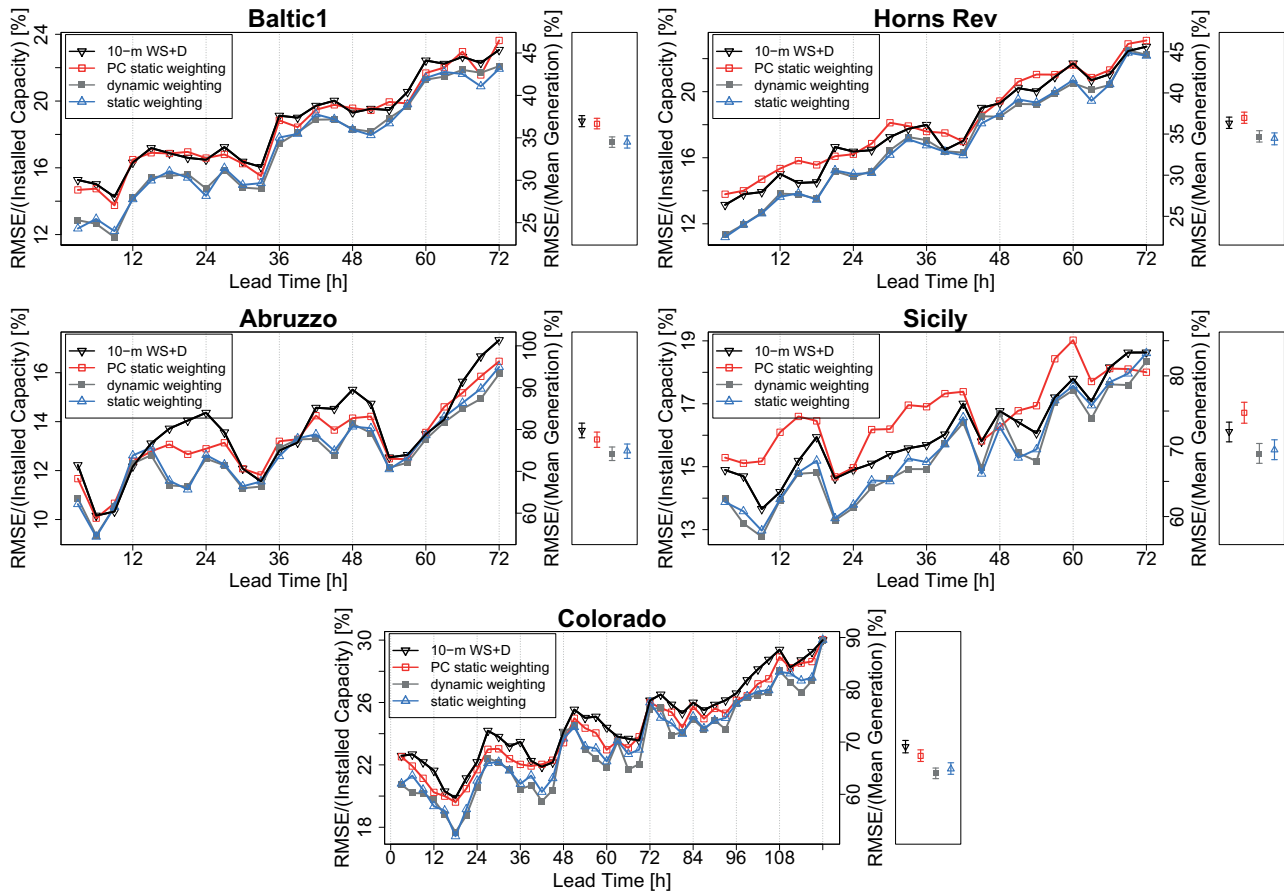 Baltic1
RMSE/(Installed Capacity) [%]
24
22
20
18
16
14
12
10−m WS+D
PC static weighting
dynamic weighting
static weighting
45
40
35
30
25
RMSE/(Mean Generation) [%]
12 24 36 48 60 72
Lead Time [h]
Horns Rev
RMSE/(Installed Capacity) [%]
22
20
18
16
14
12
10−m WS+D
PC static weighting
dynamic weighting
static weighting
45
40
35
30
25
RMSE/(Mean Generation) [%]
12 24 36 48 60 72
Lead Time [h]
Abruzzo
RMSE/(Installed Capacity) [%]
16
14
12
10
10−m WS+D
PC static weighting
dynamic weighting
static weighting
100
90
80
70
60
RMSE/(Mean Generation) [%]
12 24 36 48 60 72
Lead Time [h]
Sicily
RMSE/(Installed Capacity) [%]
19
17
15
13
10−m WS+D
PC static weighting
dynamic weighting
static weighting
80
70
60
RMSE/(Mean Generation) [%]
12 24 36 48 60 72
Lead Time [h]
Colorado
RMSE/(Installed Capacity) [%]
30
26
22
18
10−m WS+D
PC static weighting
dynamic weighting
static weighting
90
80
70
60
RMSE/(Mean Generation) [%]
0 12 24 36 48 60 72 84 96 108
Lead Time [h]